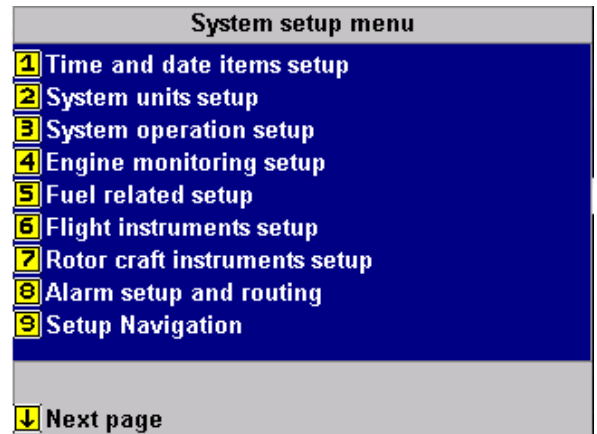 System setup menu
1 Time and date items setup
2 System units setup
3 System operation setup
4 Engine monitoring setup
5 Fuel related setup
6 Flight instruments setup
7 Rotor craft instruments setup
8 Alarm setup and routing
9 Setup Navigation
↓ Next page